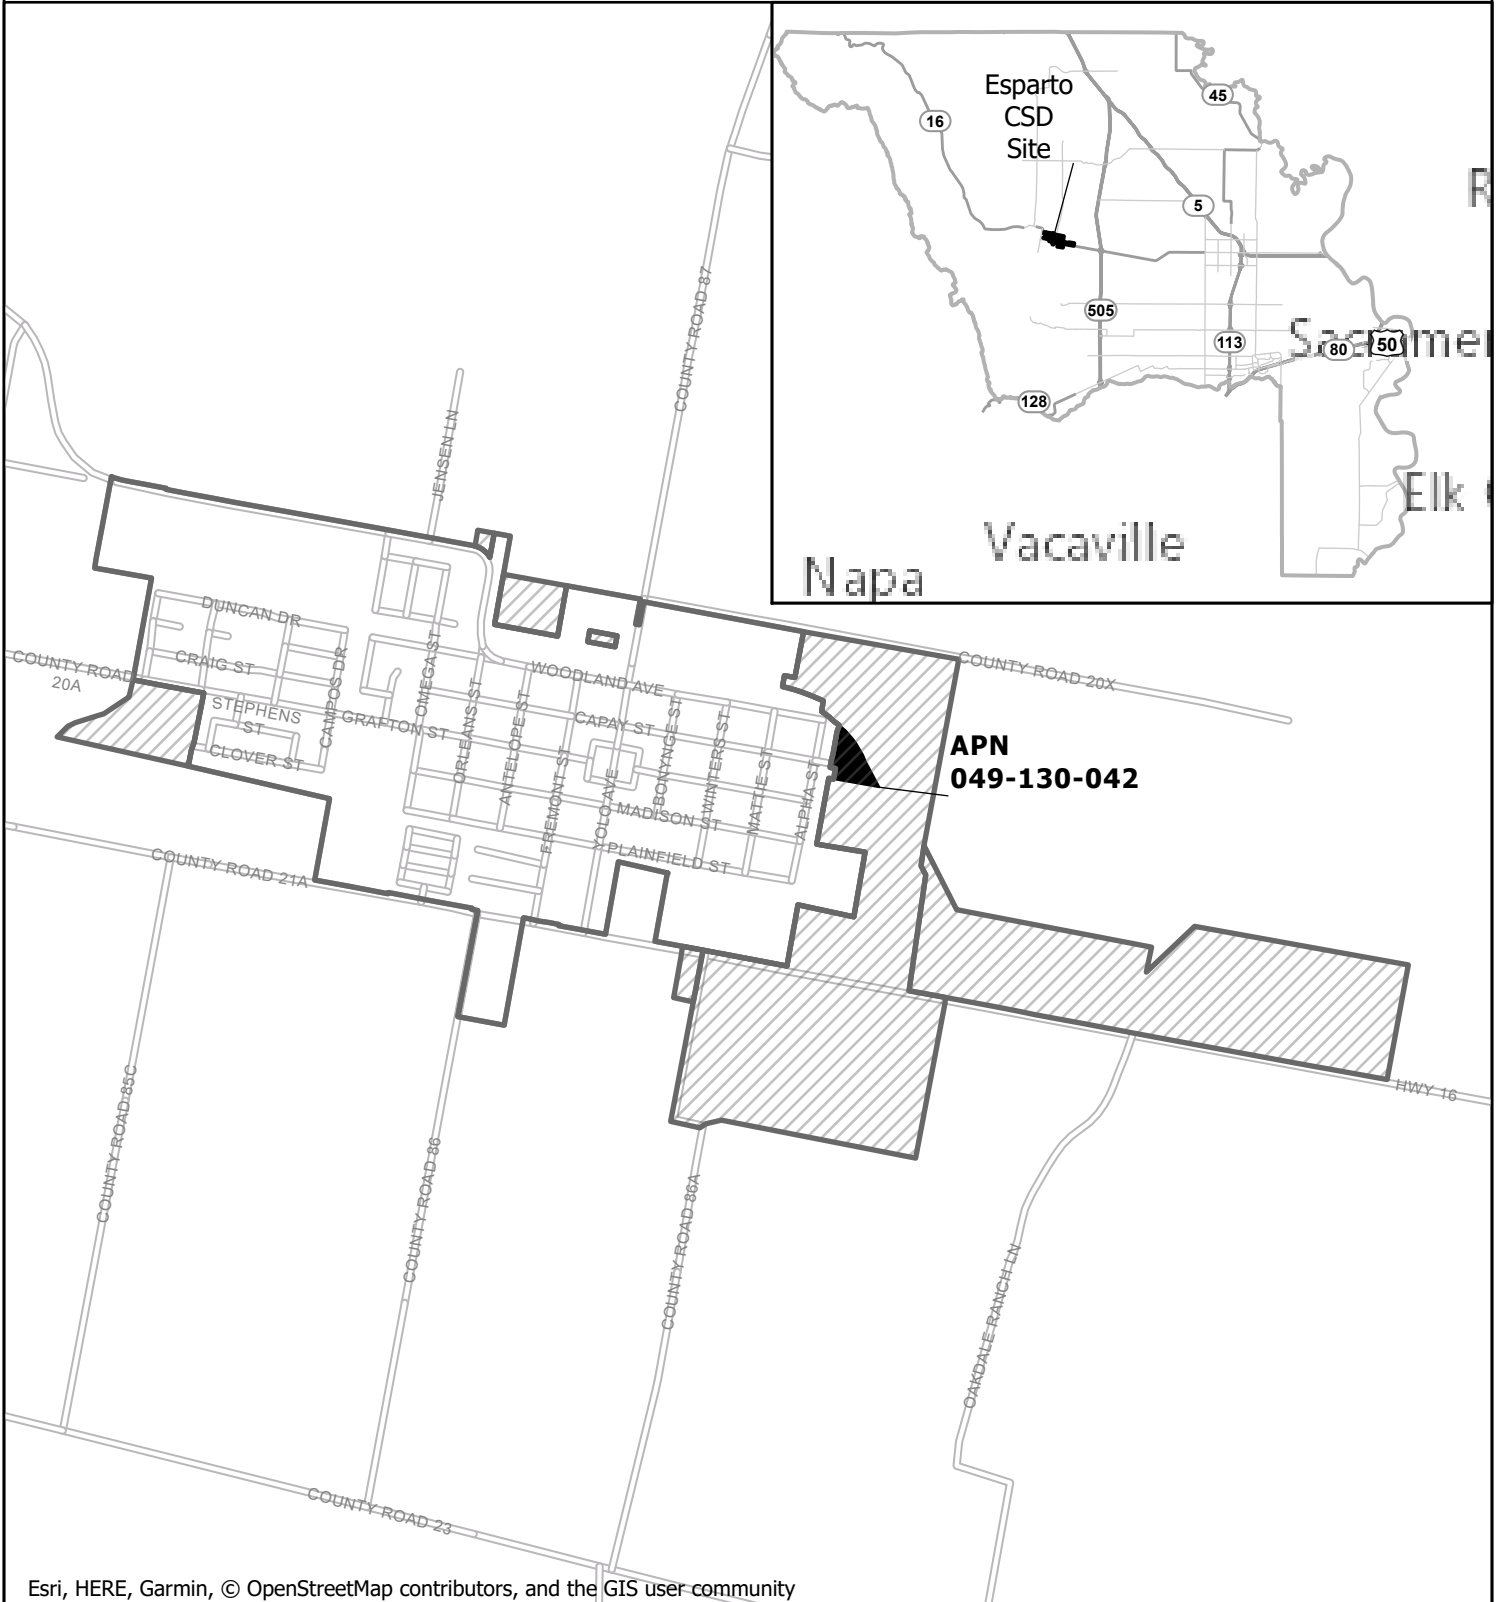 Esparto
CSD
Site
16
45
5
505
113
80
50
128
Vacaville
Napa
Elk
COUNTY ROAD 87
JENSEN LN
DUNCAN DR
CRAIG ST
COUNTY ROAD
20A
STEPHENS
ST
CLOVER ST
CAMPOS DR
GRAFTON ST
OMEGA ST
ORLEANS ST
ANTELOPE ST
FREMONT ST
YOLO AVE
WOODLAND AVE
CAPAY ST
BONYNGE ST
WINTERS ST
MATTIE ST
ALPHA ST
MADISON ST
PLAINFIELD ST
COUNTY ROAD 20X
APN
049-130-042
COUNTY ROAD 21A
COUNTY ROAD 85C
COUNTY ROAD 86
COUNTY ROAD 86A
OAKDALE RANCH LN
HWY 16
COUNTY ROAD 23
Esri, HERE, Garmin, © OpenStreetMap contributors, and the GIS user community